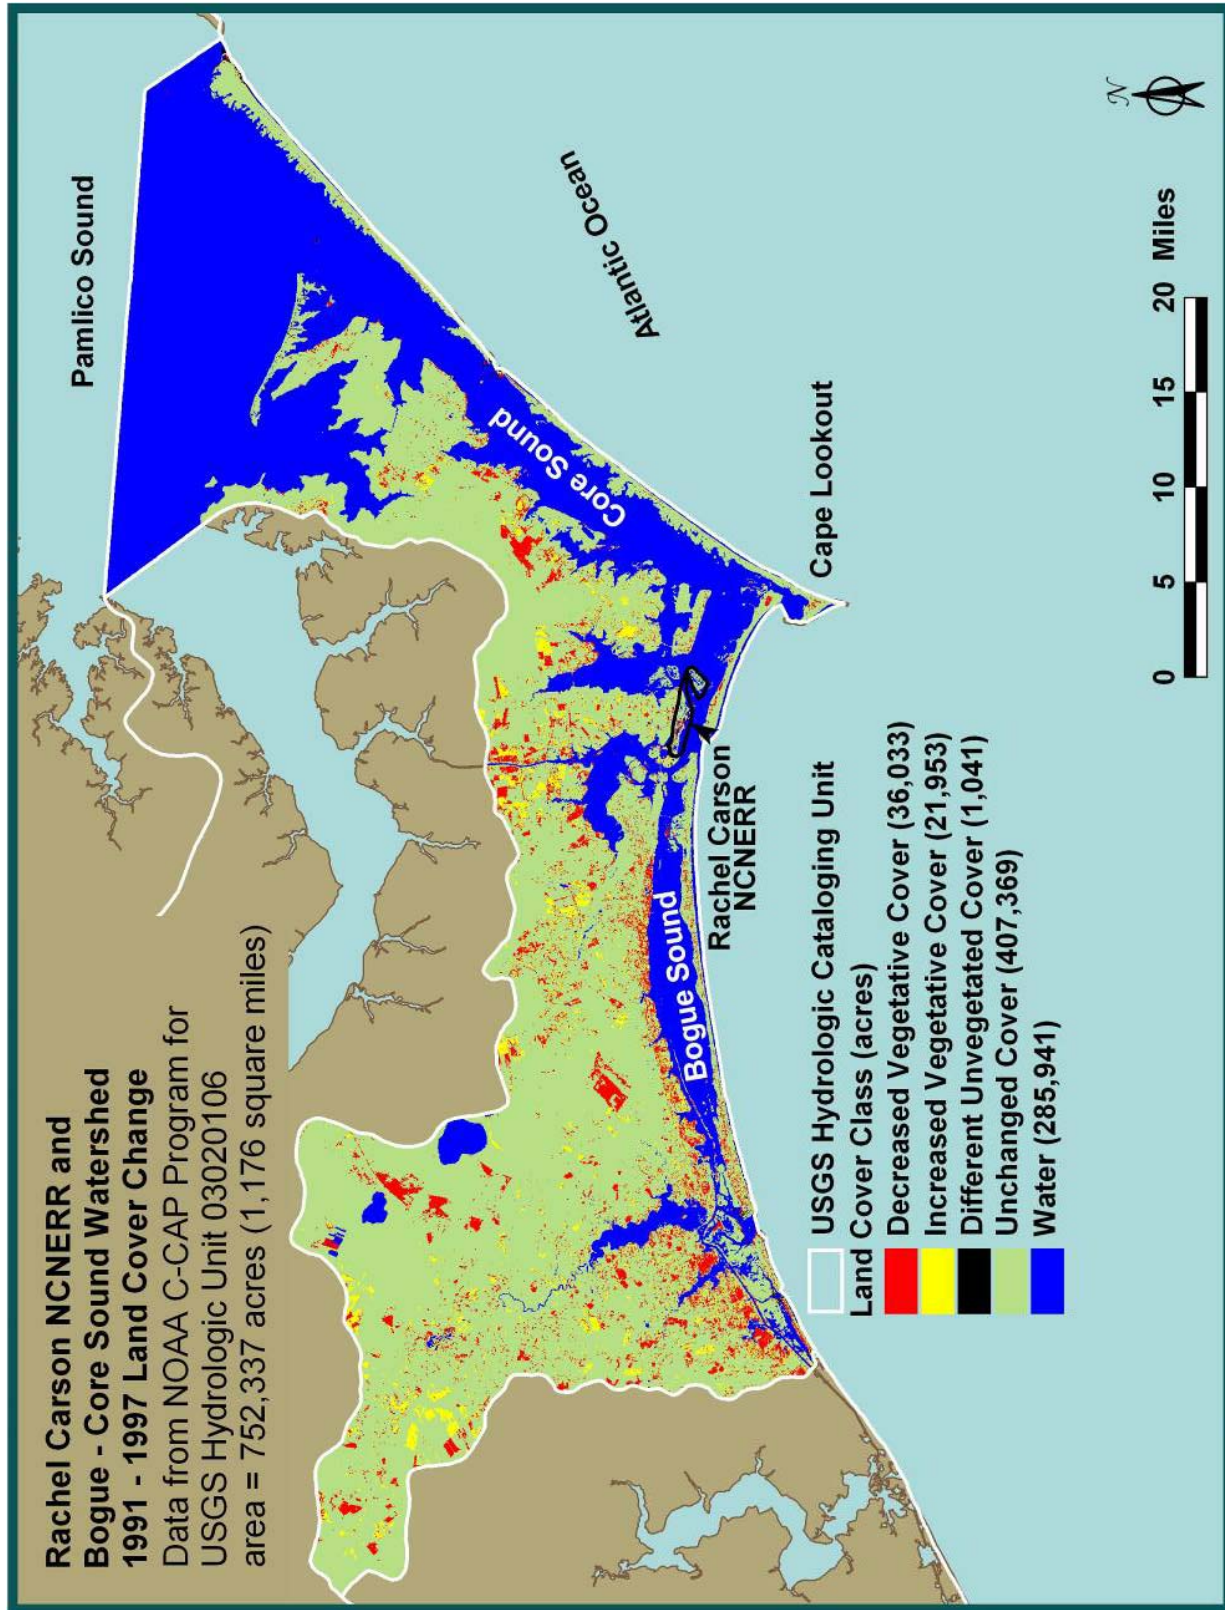 Rachel Carson NCNERR and
Bogue - Core Sound Watershed
1991 - 1997 Land Cover Change
Data from NOAA C-CAP Program for
USGS Hydrologic Unit 03020106
area = 752,337 acres (1,176 square miles)
Pamlico Sound
Atlantic Ocean
Core Sound
Cape Lookout
Bogue Sound
Rachel Carson
NCNERR
USGS Hydrologic Cataloging Unit
Land Cover Class (acres)
Decreased Vegetative Cover (36,033)
Increased Vegetative Cover (21,953)
Different Unvegetated Cover (1,041)
Unchanged Cover (407,369)
Water (285,941)
0 5 10 15 20 Miles
N